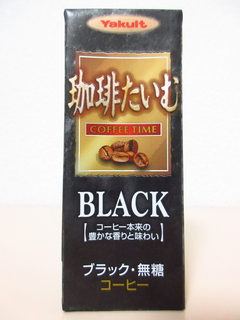 Yakult
珈琲たいむ
COFFEE TIME
BLACK
コーヒー本来の
【豊かな香りと味わい】
ブラック・無糖
コーヒー